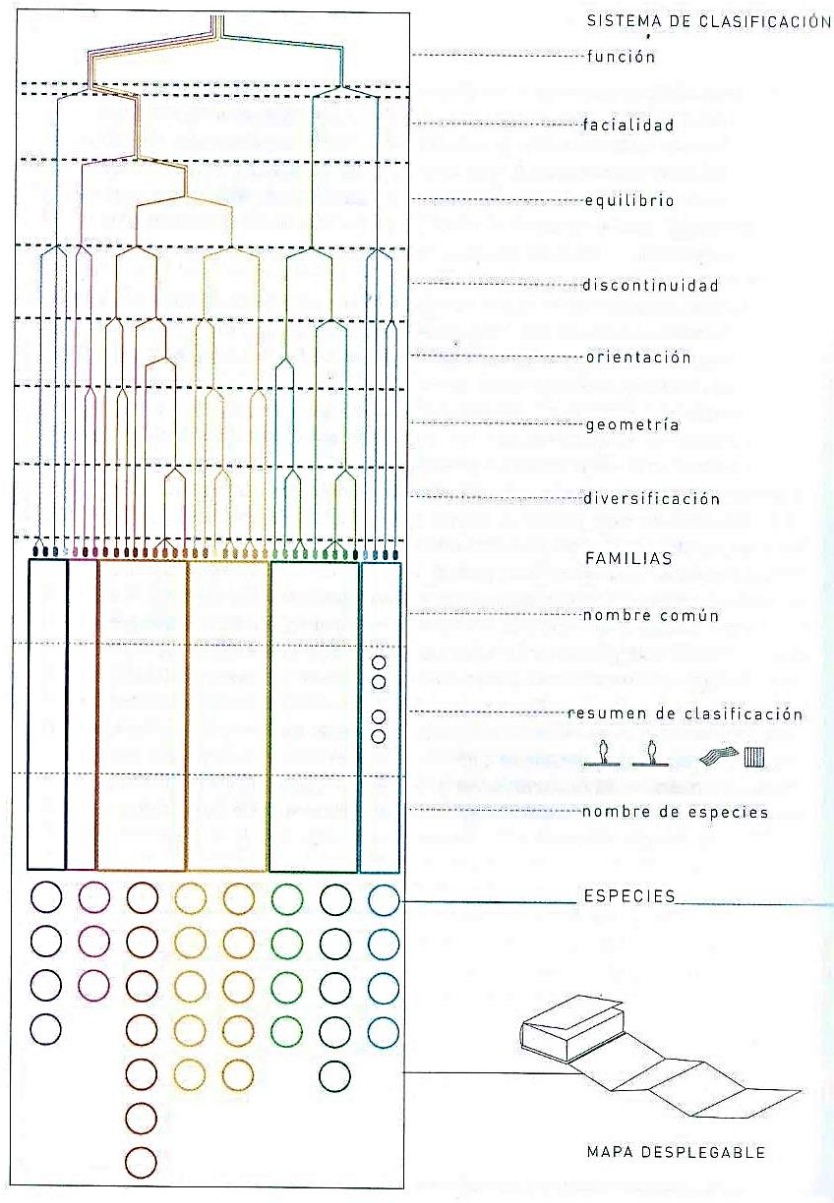 SISTEMA DE CLASIFICACIÓN
función
facialidad
equilibrio
discontinuidad
orientación
geometría
diversificación
FAMILIAS
nombre común
resumen de clasificación
nombre de especies
ESPECIES
MAPA DESPLEGABLE